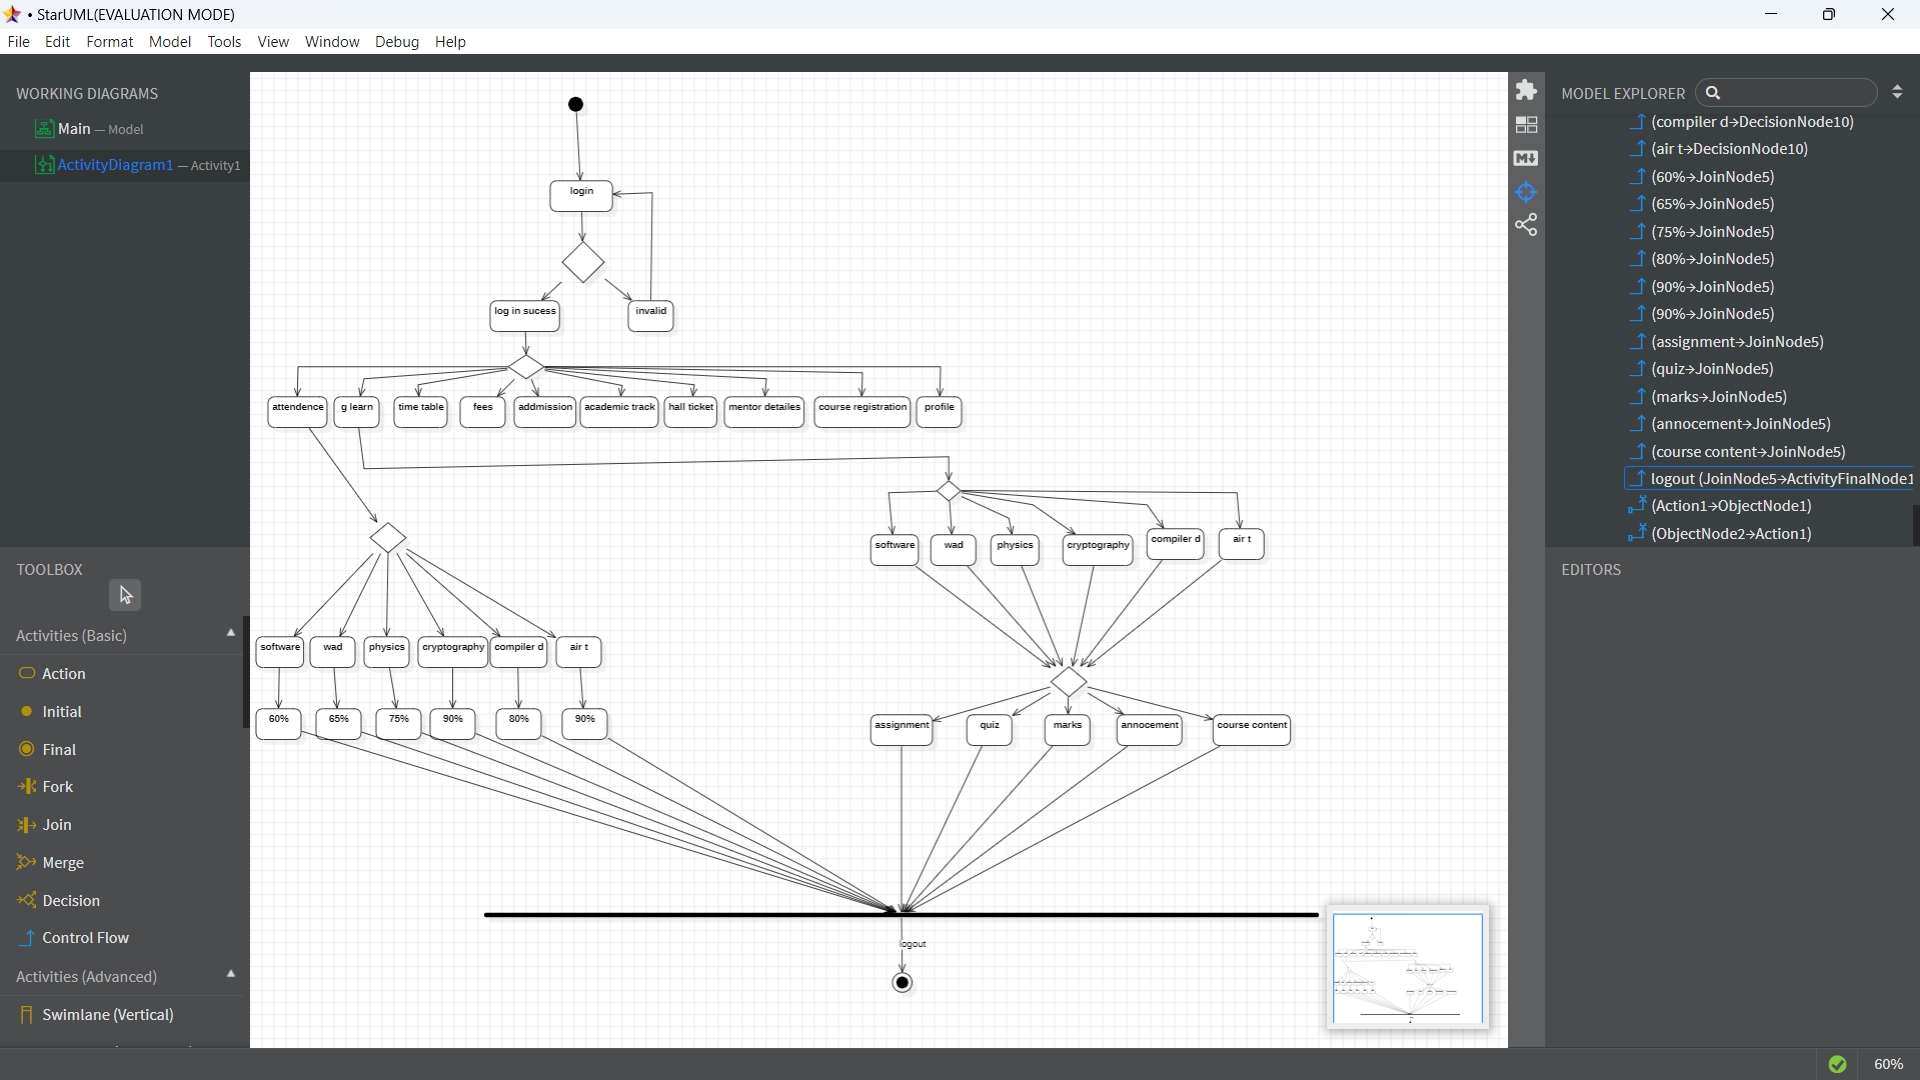 • StarUML(EVALUATION MODE)
File Edit Format Model Tools View Window Debug Help
WORKING DIAGRAMS
Main — Model
ActivityDiagram1 — Activity1
TOOLBOX
Activities (Basic)
Action
Initial
Final
Fork
Join
Merge
Decision
Control Flow
Activities (Advanced)
Swimlane (Vertical)
login
log in sucess
invalid
attendence
g learn
time table
fees
addmission
academic track
hall ticket
mentor detailes
course registration
profile
software
wad
physics
cryptography
compiler d
air t
software
wad
physics
cryptography
compiler d
air t
60%
65%
75%
90%
80%
90%
assignment
quiz
marks
annocement
course content
logout
MODEL EXPLORER
(compiler d→DecisionNode10)
(air t→DecisionNode10)
(60%→JoinNode5)
(65%→JoinNode5)
(75%→JoinNode5)
(80%→JoinNode5)
(90%→JoinNode5)
(90%→JoinNode5)
(assignment→JoinNode5)
(quiz→JoinNode5)
(marks→JoinNode5)
(annocement→JoinNode5)
(course content→JoinNode5)
logout (JoinNode5→ActivityFinalNode1
(Action1→ObjectNode1)
(ObjectNode2→Action1)
EDITORS
60%